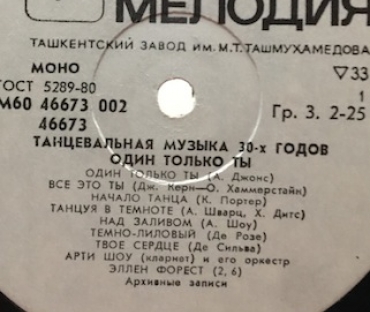 МЕЛОДИЯ
ТАШКЕНТСКИЙ ЗАВОД ИМ. М.Т. ТАШМУХАМЕДОВА
МОНО
▽33
ГОСТ 5289-80
1
М60 46673 002
Гр. 3. 2-25
46673
ТАНЦЕВАЛЬНАЯ МУЗЫКА 30-х ГОДОВ
ОДИН ТОЛЬКО ТЫ
ОДИН ТОЛЬКО ТЫ (А. Джонс)
ВСЕ ЭТО ТЫ (Дж. Керн—О. Хаммерстайн)
НАЧАЛО ТАНЦА (К. Портер)
ТАНЦУЯ В ТЕМНОТЕ (А. Шварц, Х. Дитс)
НАД ЗАЛИВОМ (А. Шоу)
ТЕМНО-ЛИЛОВЫЙ (Де Розе)
ТВОЕ СЕРДЦЕ (Де Сильва)
АРТИ ШОУ (кларнет) и его оркестр
ЭЛЛЕН ФОРЕСТ (2, 6)
Архивные записи